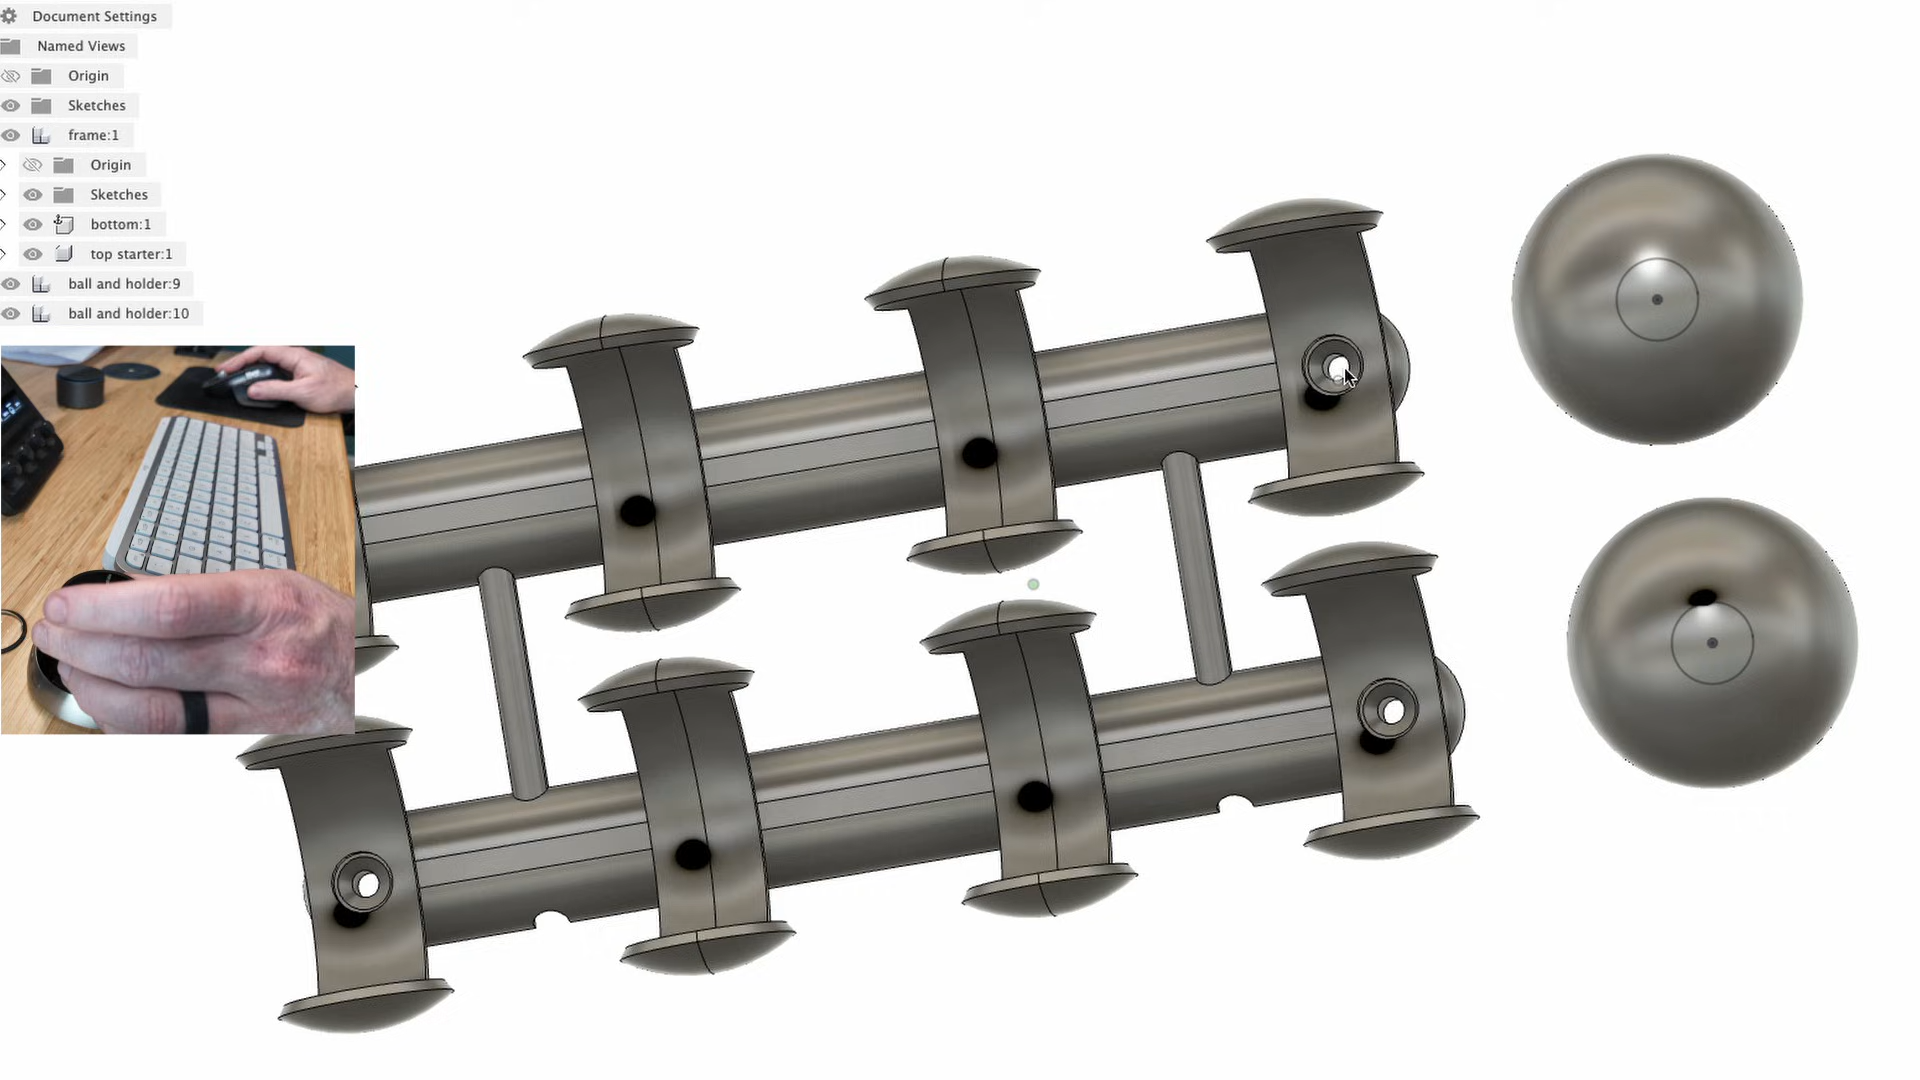 Document Settings
Named Views
Origin
Sketches
frame:1
Origin
Sketches
bottom:1
top starter:1
ball and holder:9
ball and holder:10